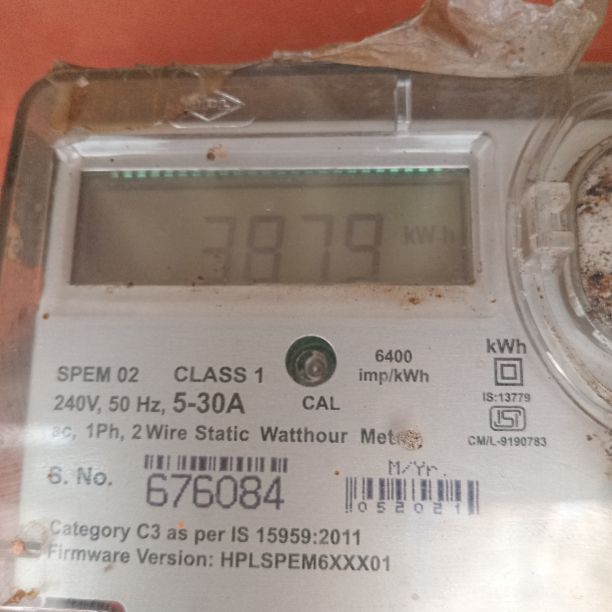 HPL
3879 kWh
SPEM 02 CLASS 1
6400
imp/kWh
kWh
240V, 50 Hz, 5-30A
CAL
IS:13779
ISI
ac, 1Ph, 2 Wire Static Watthour
CM/L-9190783
S. No. 676084
M/Yr.
052021
Category C3 as per IS 15959:2011
Firmware Version: HPLSPEM6XXX01